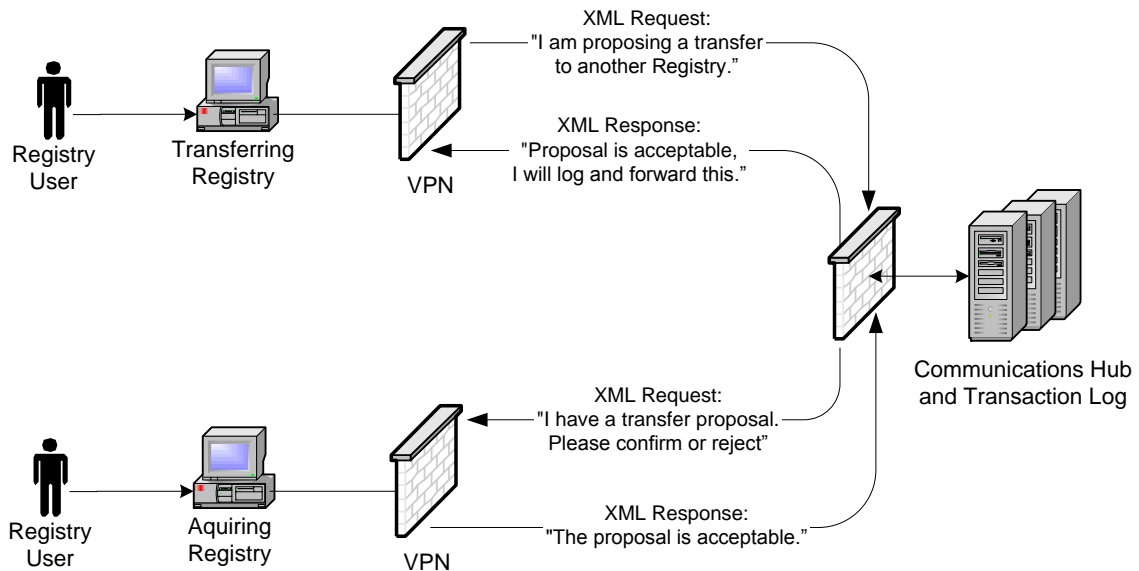 XML Request:
"I am proposing a transfer
to another Registry.”
XML Response:
"Proposal is acceptable,
I will log and forward this.”
Registry
User
Transferring
Registry
VPN
Communications Hub
and Transaction Log
XML Request:
"I have a transfer proposal.
Please confirm or reject”
XML Response:
"The proposal is acceptable.”
Registry
User
Aquiring
Registry
VPN